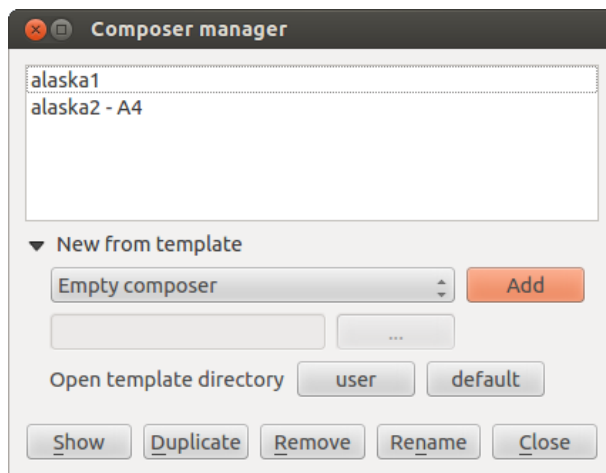 Composer manager
alaska1
alaska2 - A4
New from template
Empty composer Add
...
Open template directory user default
Show Duplicate Remove Rename Close